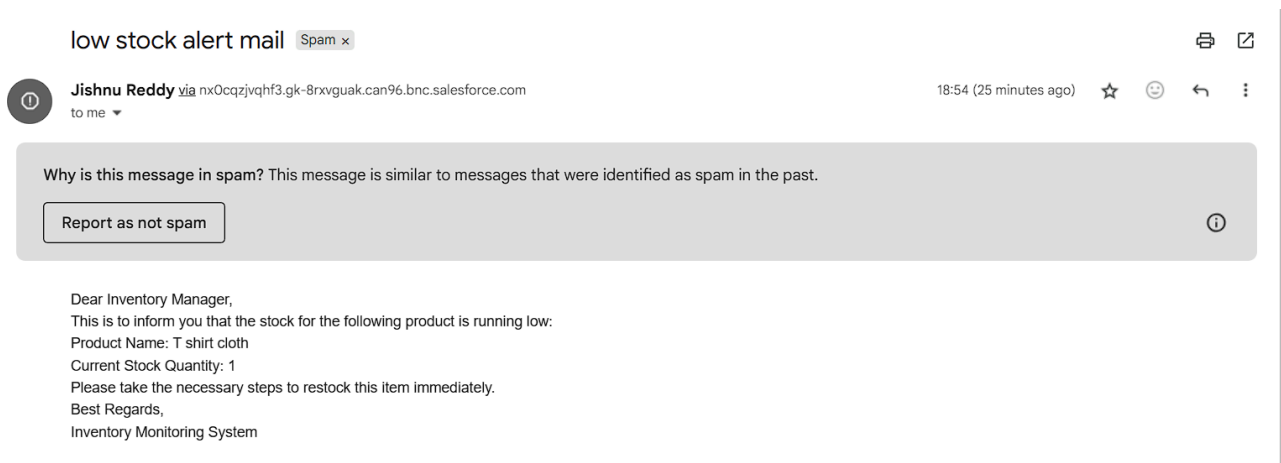 low stock alert mail Spam x
Jishnu Reddy via nx0cqzjvqhf3.gk-8rxvguak.can96.bnc.salesforce.com 18:54 (25 minutes ago)
to me
Why is this message in spam? This message is similar to messages that were identified as spam in the past.
Report as not spam
Dear Inventory Manager,
This is to inform you that the stock for the following product is running low:
Product Name: T shirt cloth
Current Stock Quantity: 1
Please take the necessary steps to restock this item immediately.
Best Regards,
Inventory Monitoring System